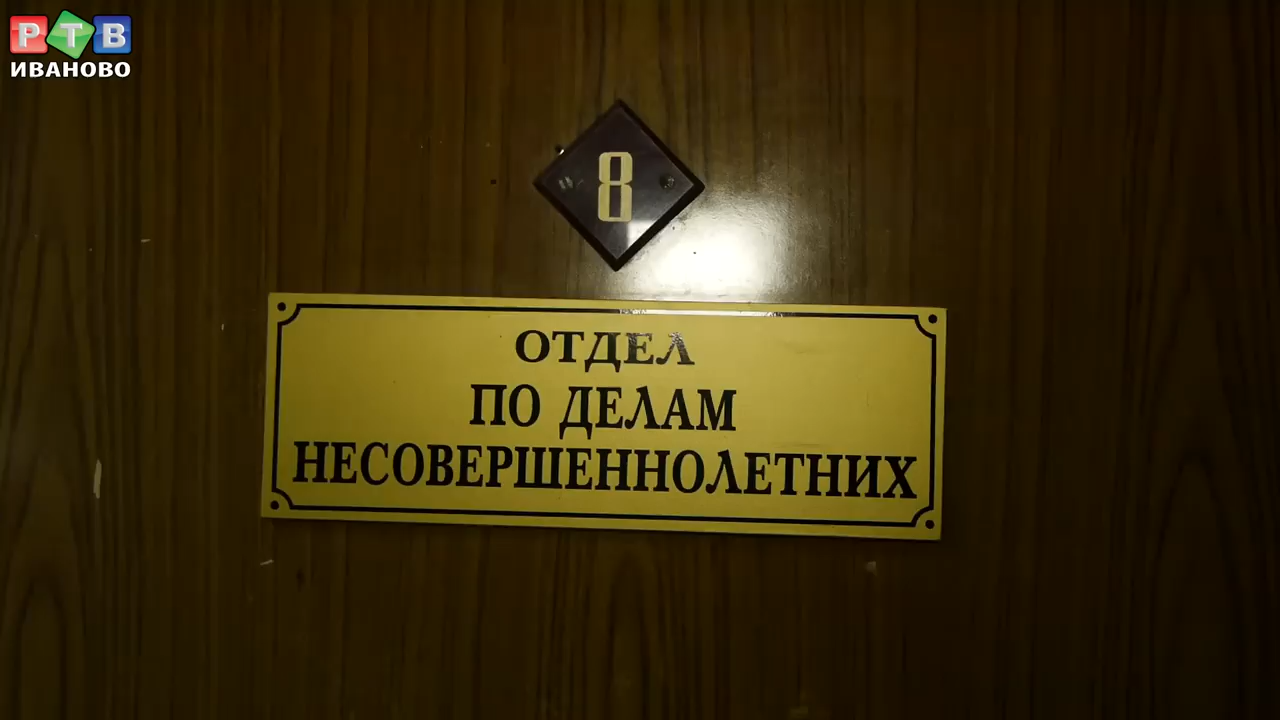 РТВ
ИВАНОВО
8
ОТДЕЛ
ПО ДЕЛАМ
НЕСОВЕРШЕННОЛЕТНИХ